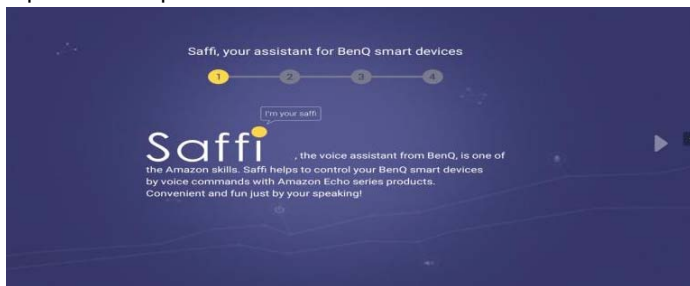 Saffi, your assistant for BenQ smart devices
1 2 3 4
I'm your saffi
Saffi, the voice assistant from BenQ, is one of
the Amazon skills. Saffi helps to control your BenQ smart devices
by voice commands with Amazon Echo series products.
Convenient and fun just by your speaking!